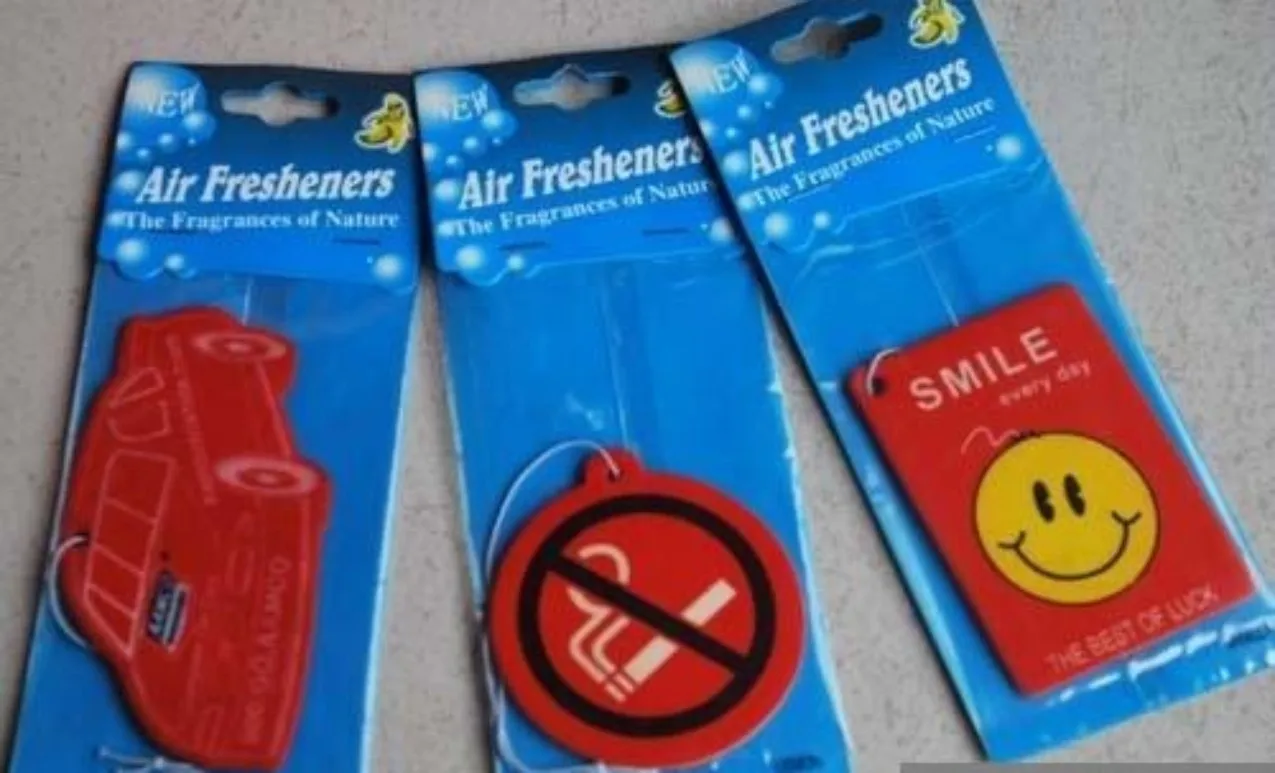 NEW
Air Fresheners
The Fragrances of Nature
NEW
Air Fresheners
The Fragrances of Nature
NEW
Air Fresheners
The Fragrances of Nature
SMILE
every day
THE BEST OF LUCK